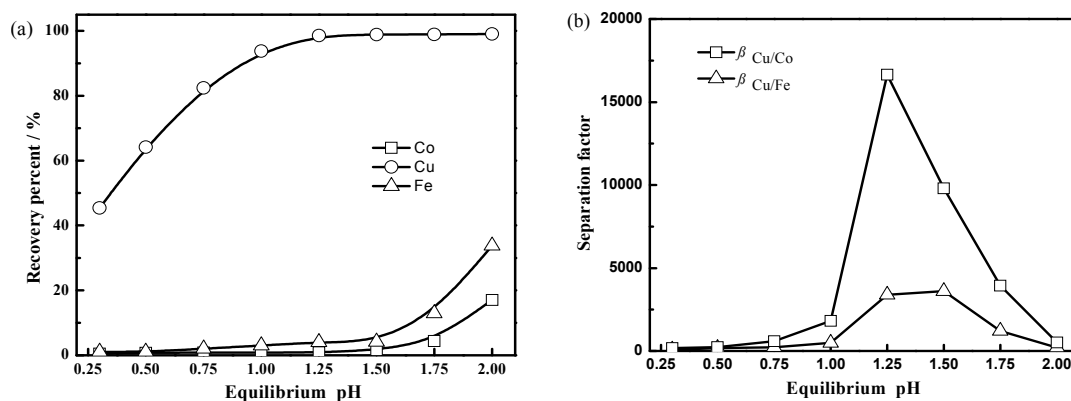 (a)
Recovery percent / %
100
80
60
40
20
0
Co
Cu
Fe
0.25 0.50 0.75 1.00 1.25 1.50 1.75 2.00
Equilibrium pH
(b)
Separation factor
20000
15000
10000
5000
0
β Cu/Co
β Cu/Fe
0.25 0.50 0.75 1.00 1.25 1.50 1.75 2.00
Equilibrium pH